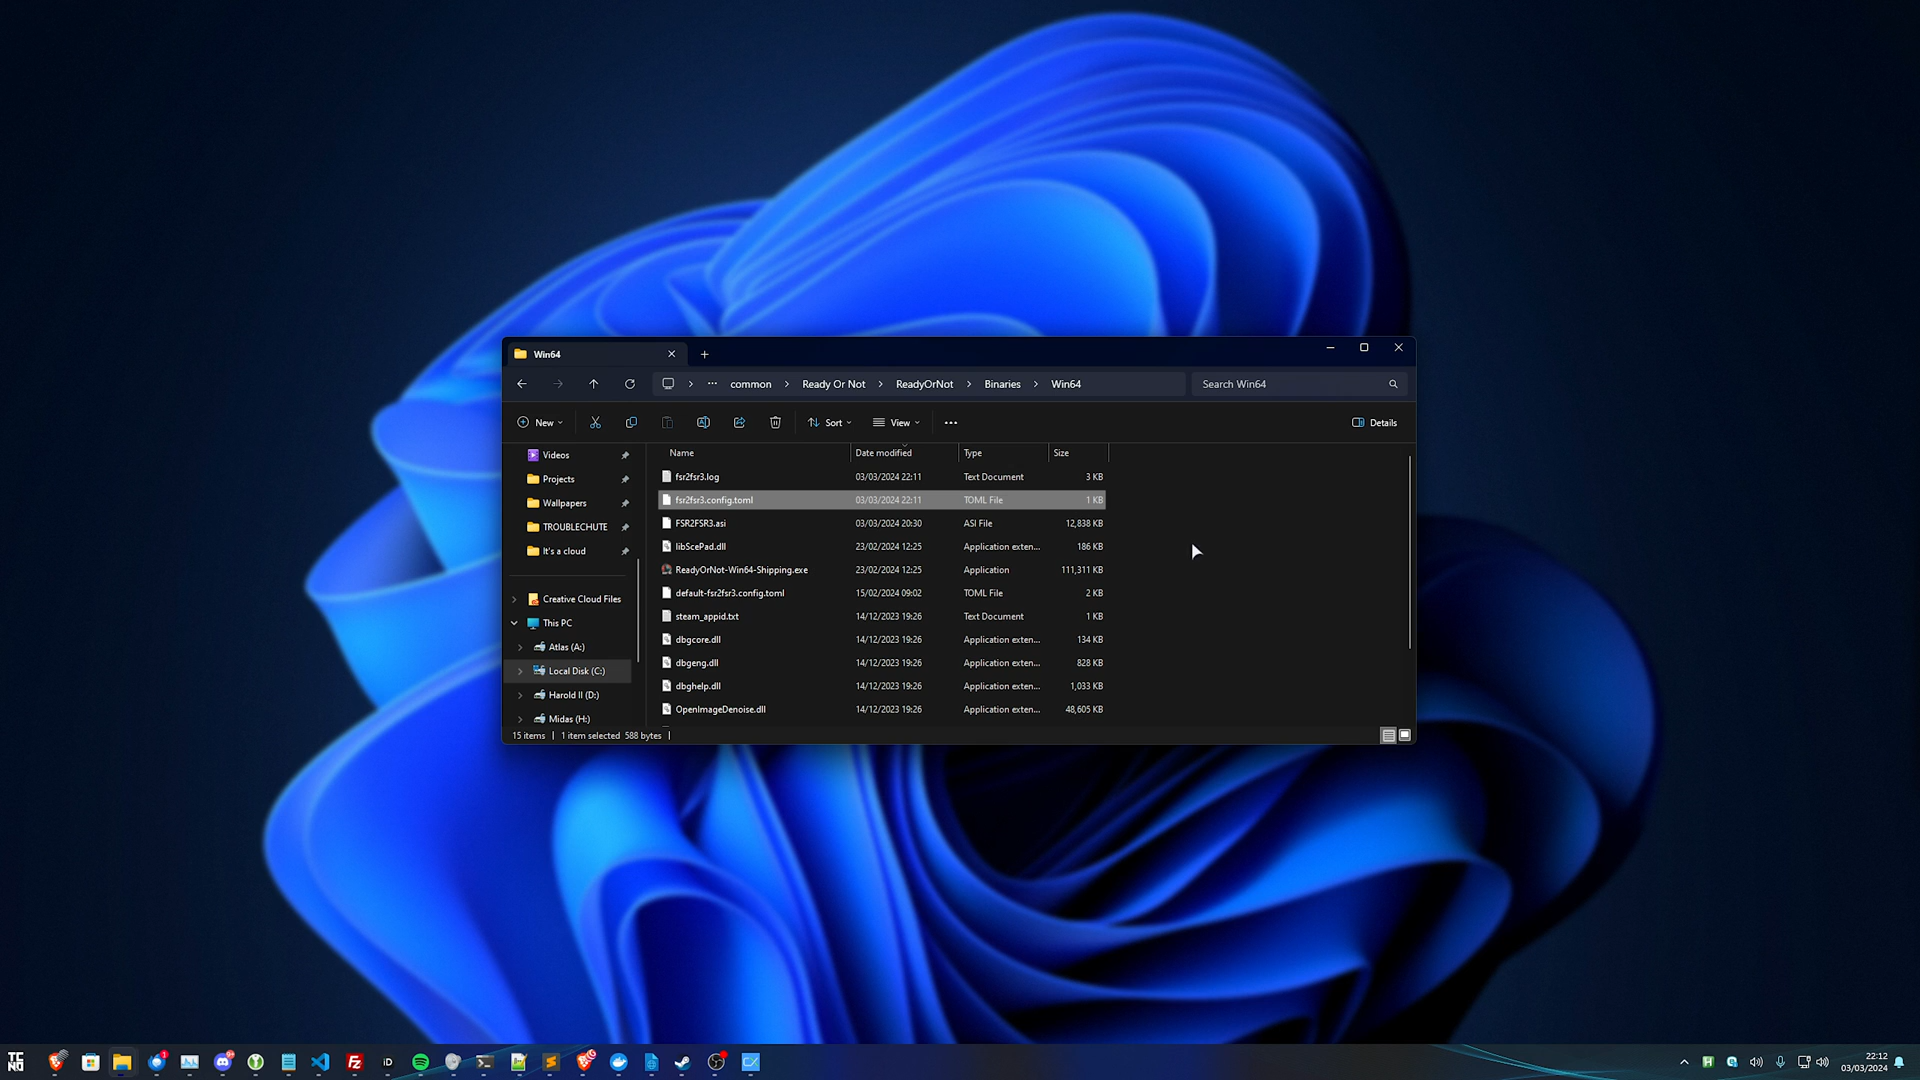 Win64
common > Ready Or Not > ReadyOrNot > Binaries > Win64
Search Win64
New
Sort
View
Details
Videos
Projects
Wallpapers
TROUBLECHUTE
It's a cloud
Creative Cloud Files
This PC
Atlas (A:)
Local Disk (C:)
Harold II (D:)
Midas (H:)
Name Date modified Type Size
fsr2fsr3.log 03/03/2024 22:11 Text Document 3 KB
fsr2fsr3.config.toml 03/03/2024 22:11 TOML File 1 KB
FSR2FSR3.asi 03/03/2024 20:30 ASI File 12,838 KB
libScePad.dll 23/02/2024 12:25 Application exten... 186 KB
ReadyOrNot-Win64-Shipping.exe 23/02/2024 12:25 Application 111,311 KB
default-fsr2fsr3.config.toml 15/02/2024 09:02 TOML File 2 KB
steam_appid.txt 14/12/2023 19:26 Text Document 1 KB
dbgcore.dll 14/12/2023 19:26 Application exten... 134 KB
dbgeng.dll 14/12/2023 19:26 Application exten... 828 KB
dbghelp.dll 14/12/2023 19:26 Application exten... 1,033 KB
OpenImageDenoise.dll 14/12/2023 19:26 Application exten... 48,605 KB
15 items | 1 item selected 588 bytes |
TC
NO
FZ
iD
22:12
03/03/2024